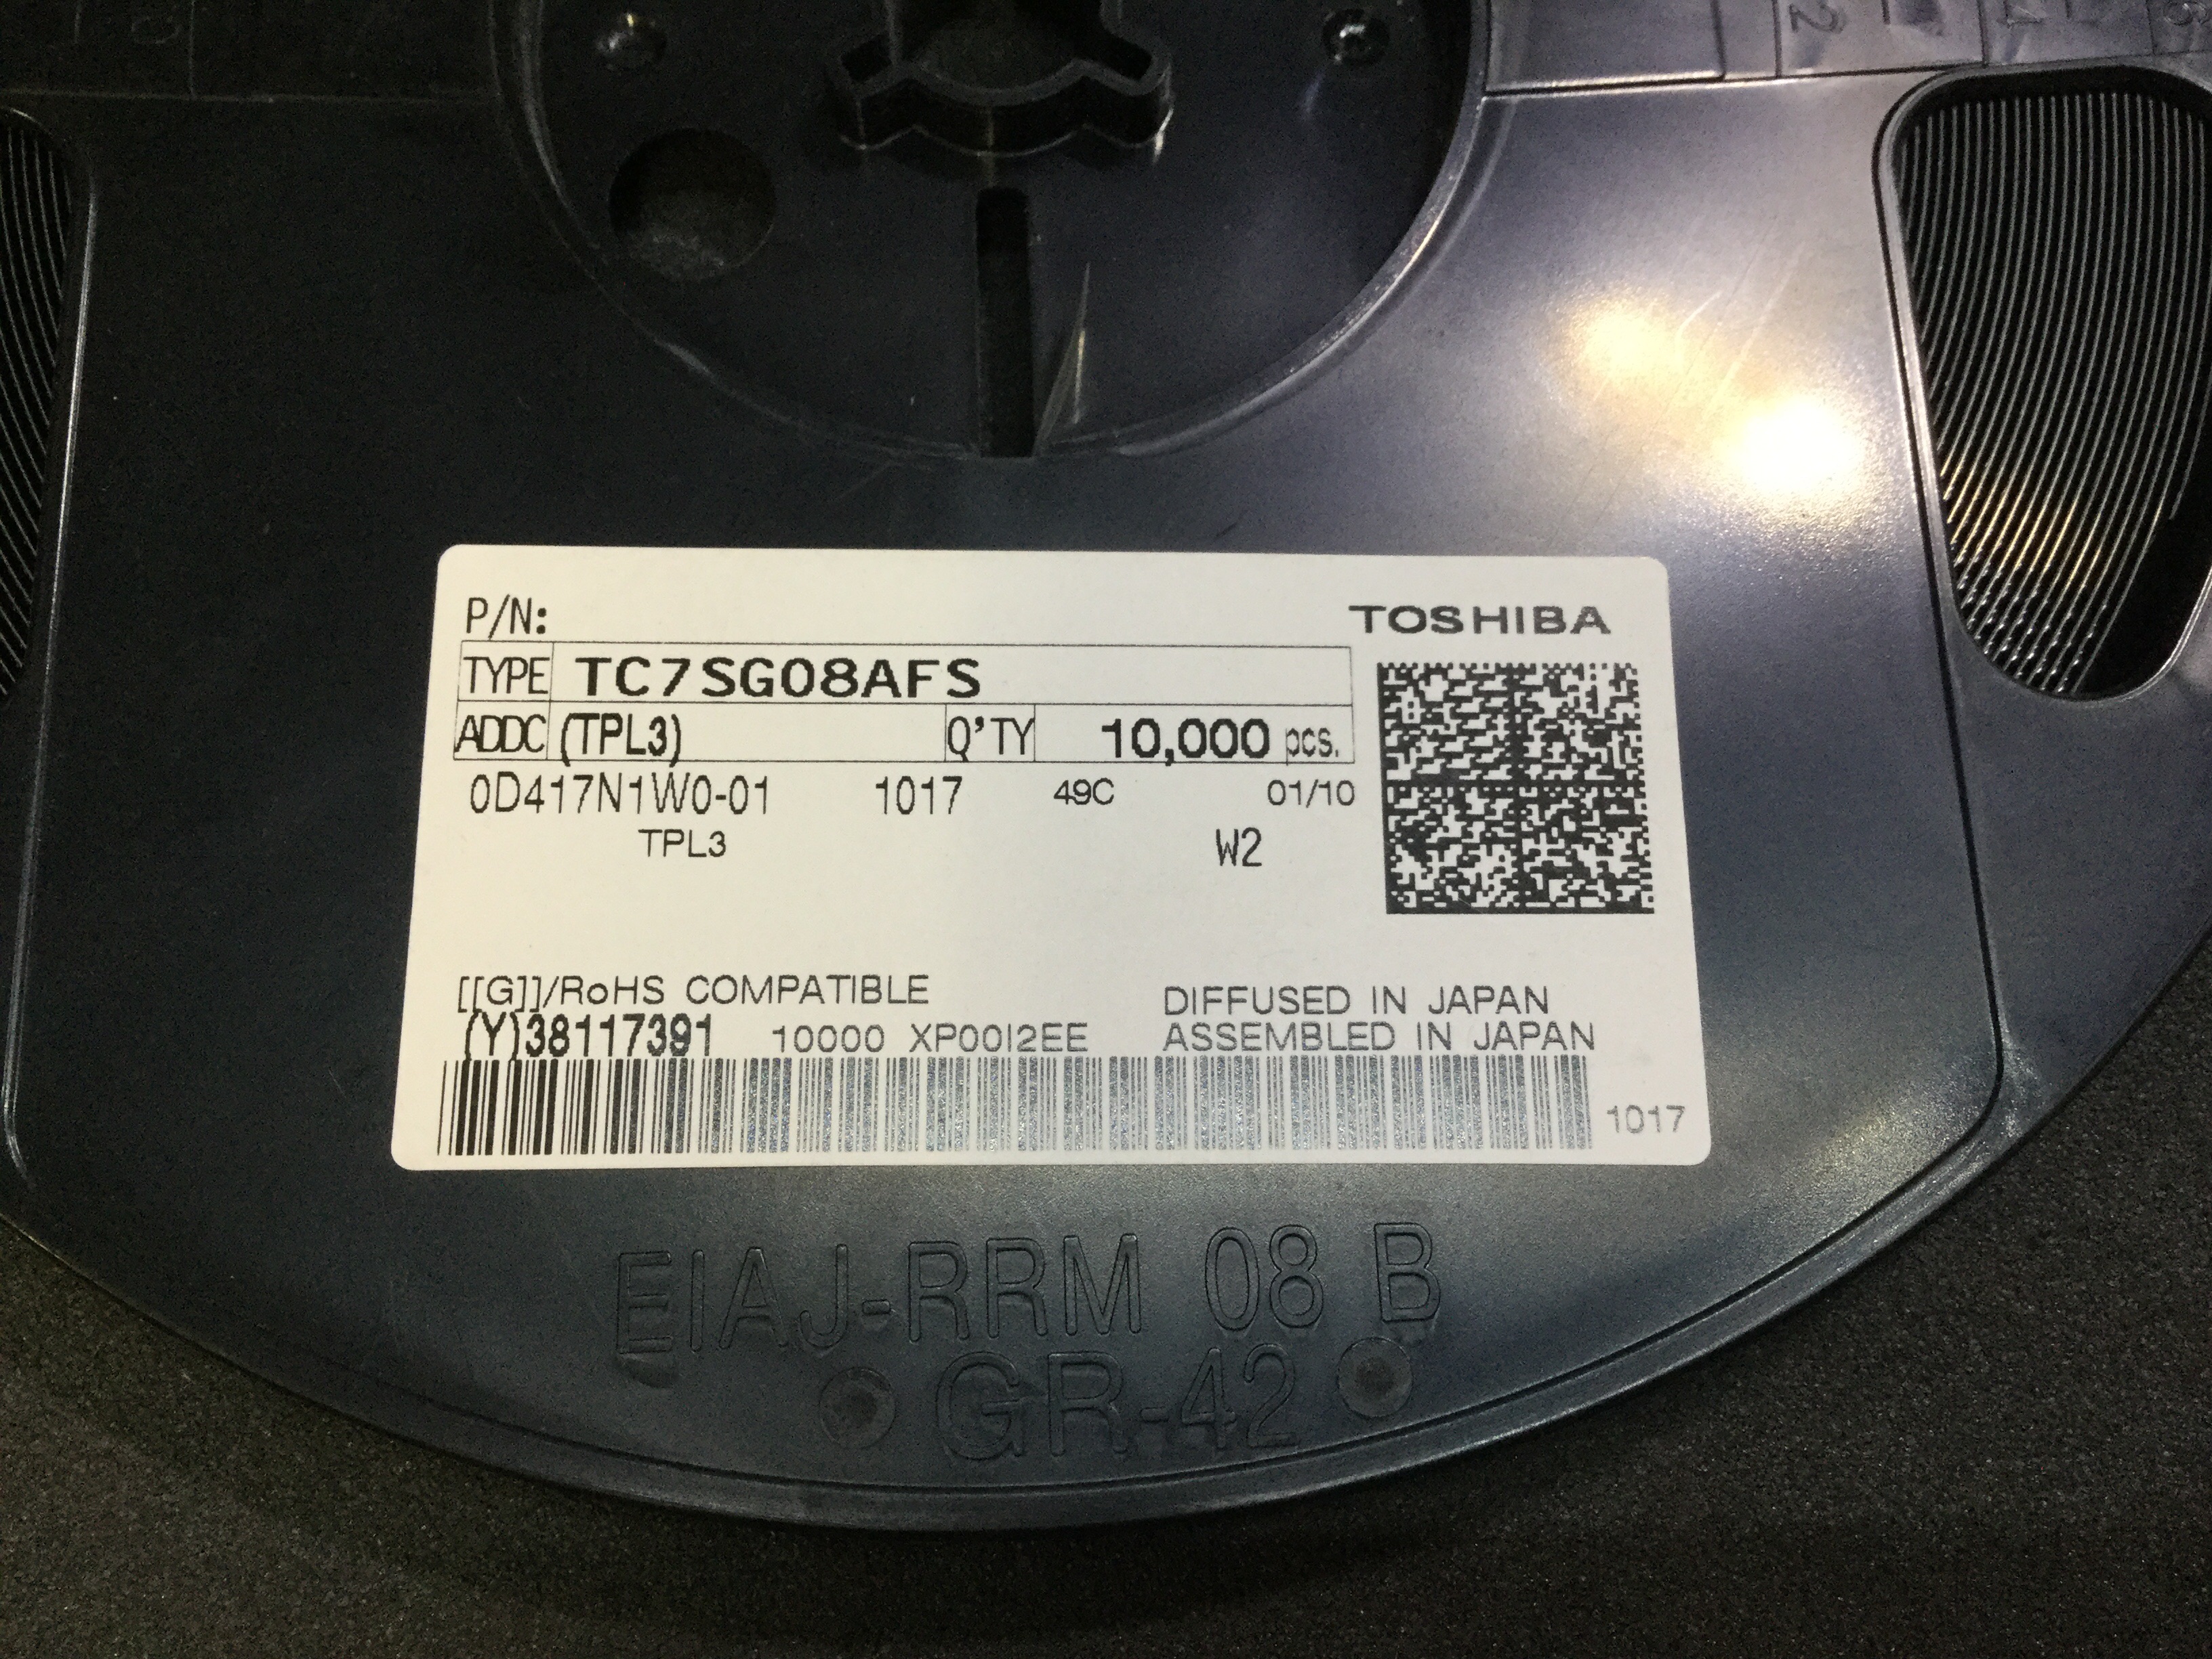 P/N:
TOSHIBA
TYPE TC7SG08AFS
ADDC (TPL3) Q'TY 10,000 pcs.
0D417N1W0-01 1017 49C 01/10
TPL3 W2
[[G]]/RoHS COMPATIBLE DIFFUSED IN JAPAN
(Y)38117391 10000 XP00I2EE ASSEMBLED IN JAPAN
1017
EIAJ-RRM 08 B
GR-42